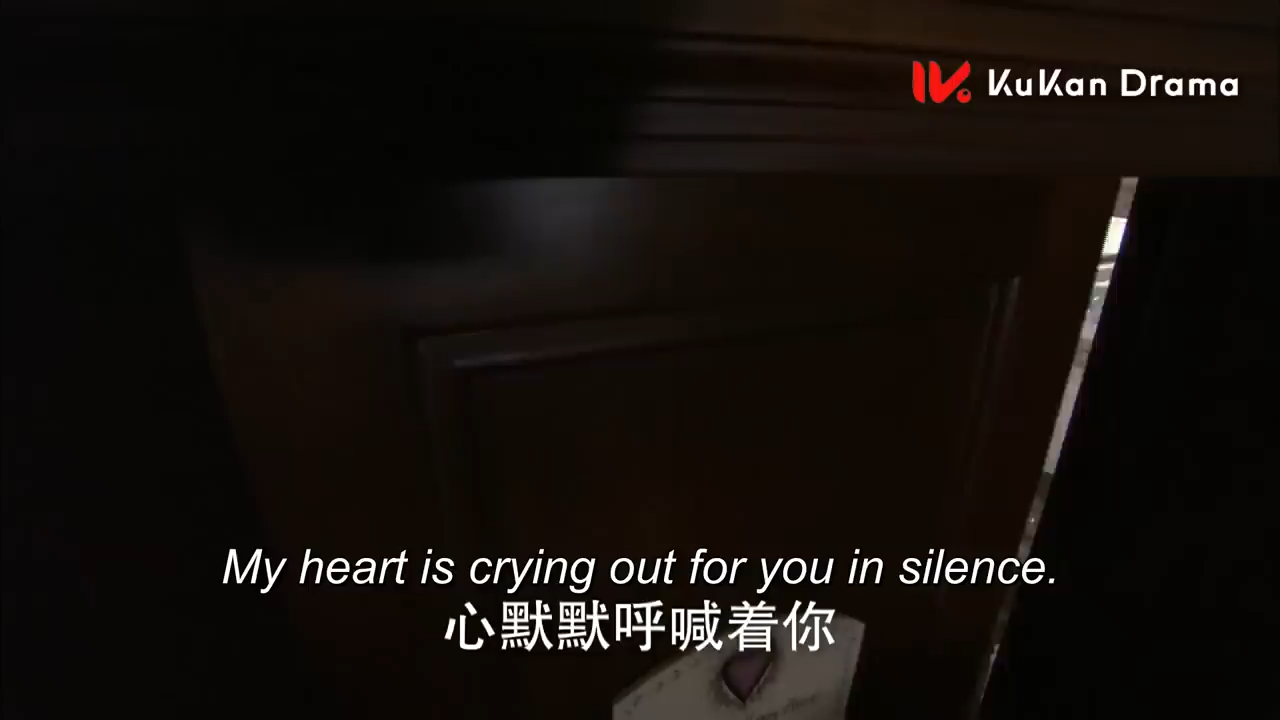 KuKan Drama
My heart is crying out for you in silence.
心默默呼喊着你